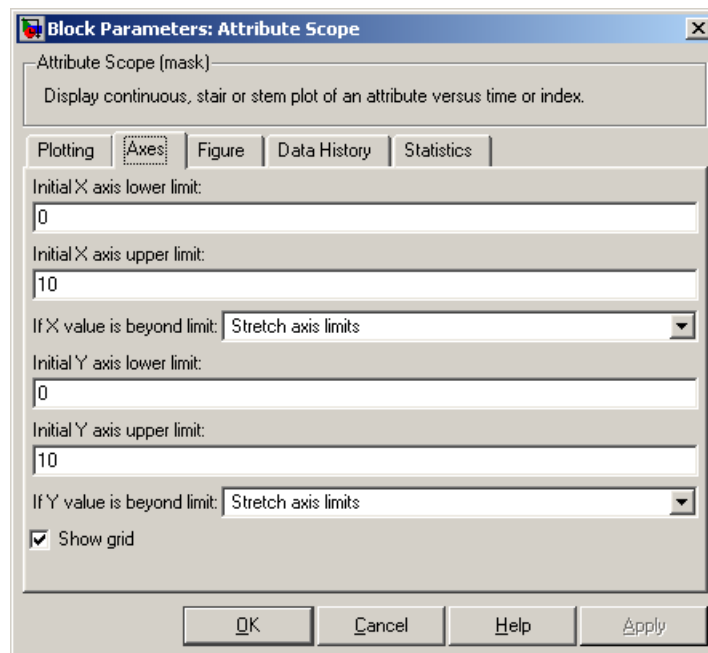 Block Parameters: Attribute Scope
Attribute Scope (mask)
Display continuous, stair or stem plot of an attribute versus time or index.
Plotting Axes Figure Data History Statistics
Initial X axis lower limit:
0
Initial X axis upper limit:
10
If X value is beyond limit: Stretch axis limits
Initial Y axis lower limit:
0
Initial Y axis upper limit:
10
If Y value is beyond limit: Stretch axis limits
Show grid
OK Cancel Help Apply